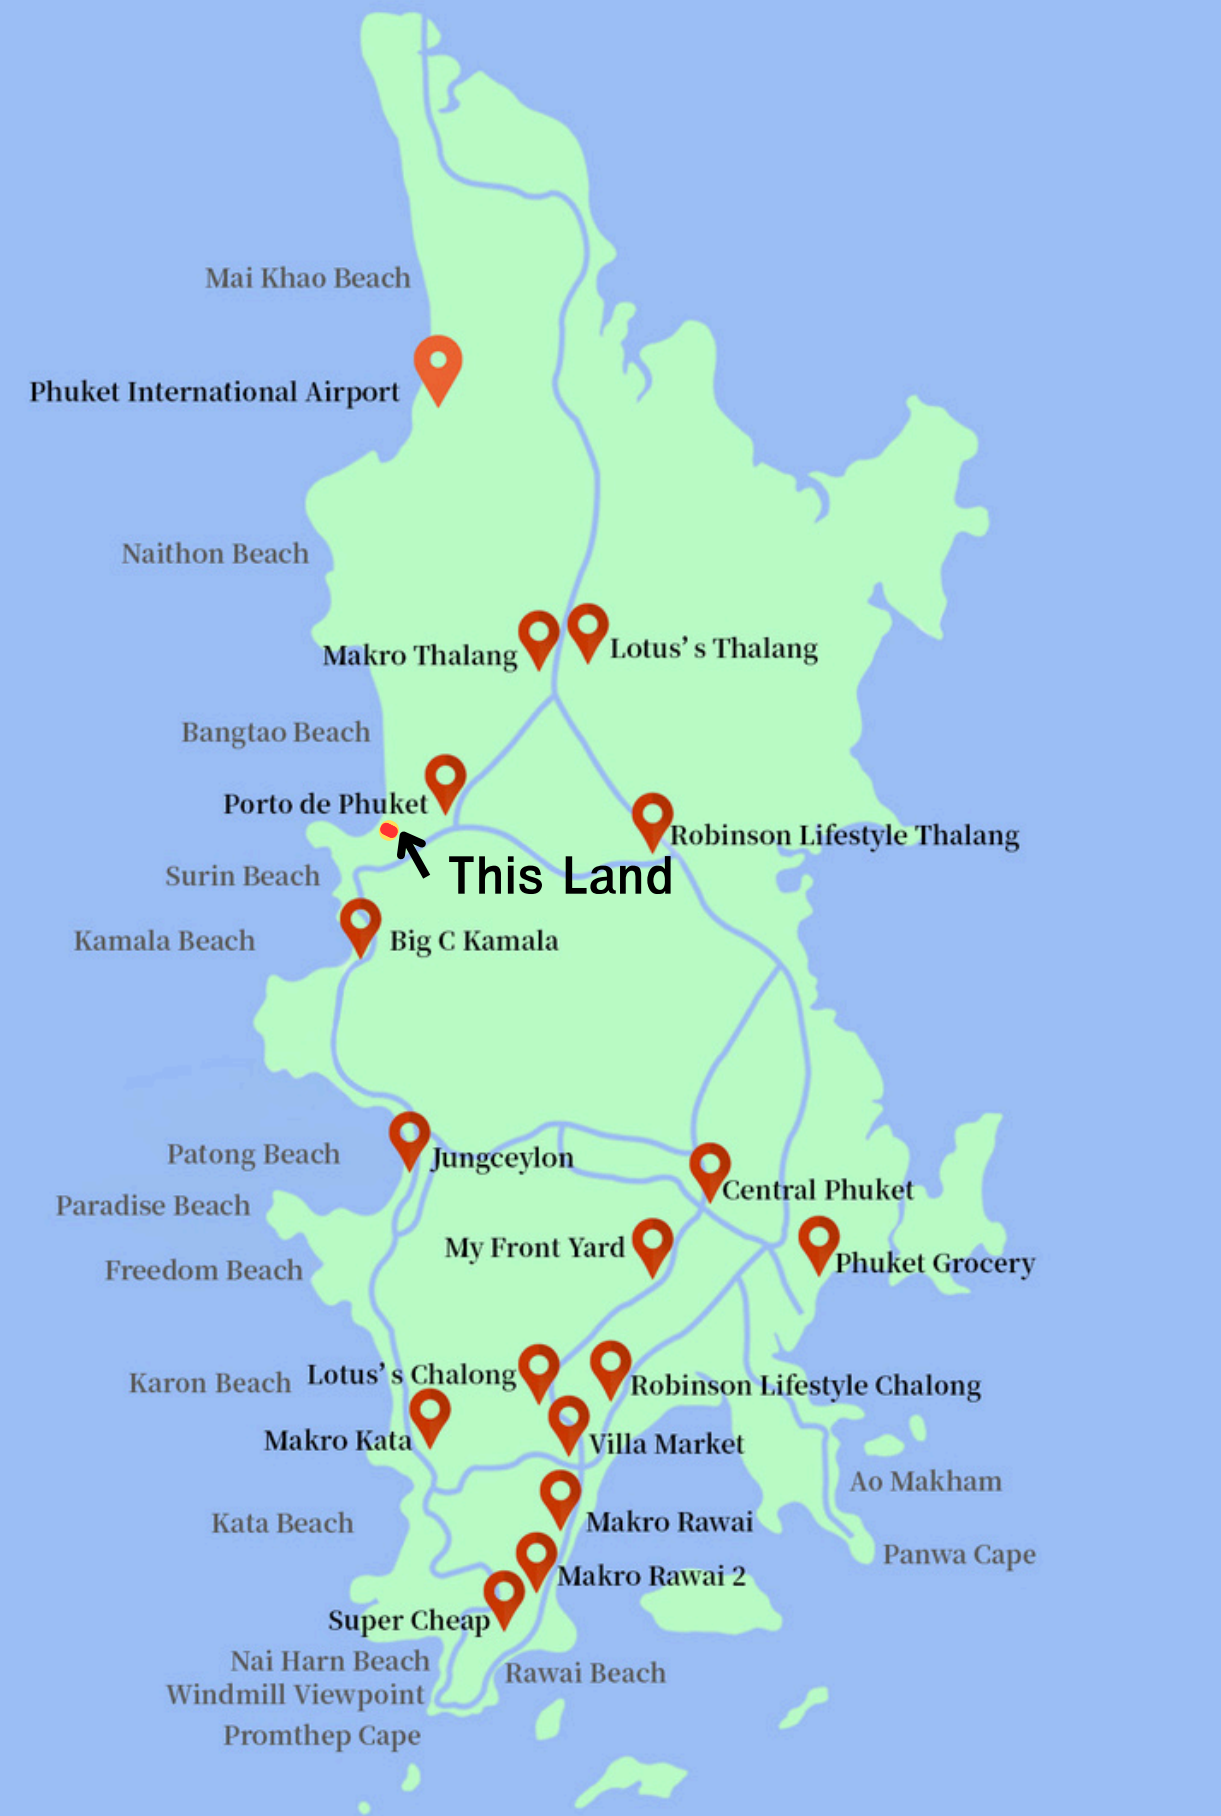 Mai Khao Beach
Phuket International Airport
Naithon Beach
Makro Thalang
Lotus’s Thalang
Bangtao Beach
Porto de Phuket
Robinson Lifestyle Thalang
This Land
Surin Beach
Kamala Beach
Big C Kamala
Patong Beach
Jungceylon
Central Phuket
Paradise Beach
My Front Yard
Phuket Grocery
Freedom Beach
Lotus’s Chalong
Karon Beach
Robinson Lifestyle Chalong
Makro Kata
Villa Market
Ao Makham
Kata Beach
Makro Rawai
Panwa Cape
Makro Rawai 2
Super Cheap
Nai Harn Beach
Rawai Beach
Windmill Viewpoint
Promthep Cape